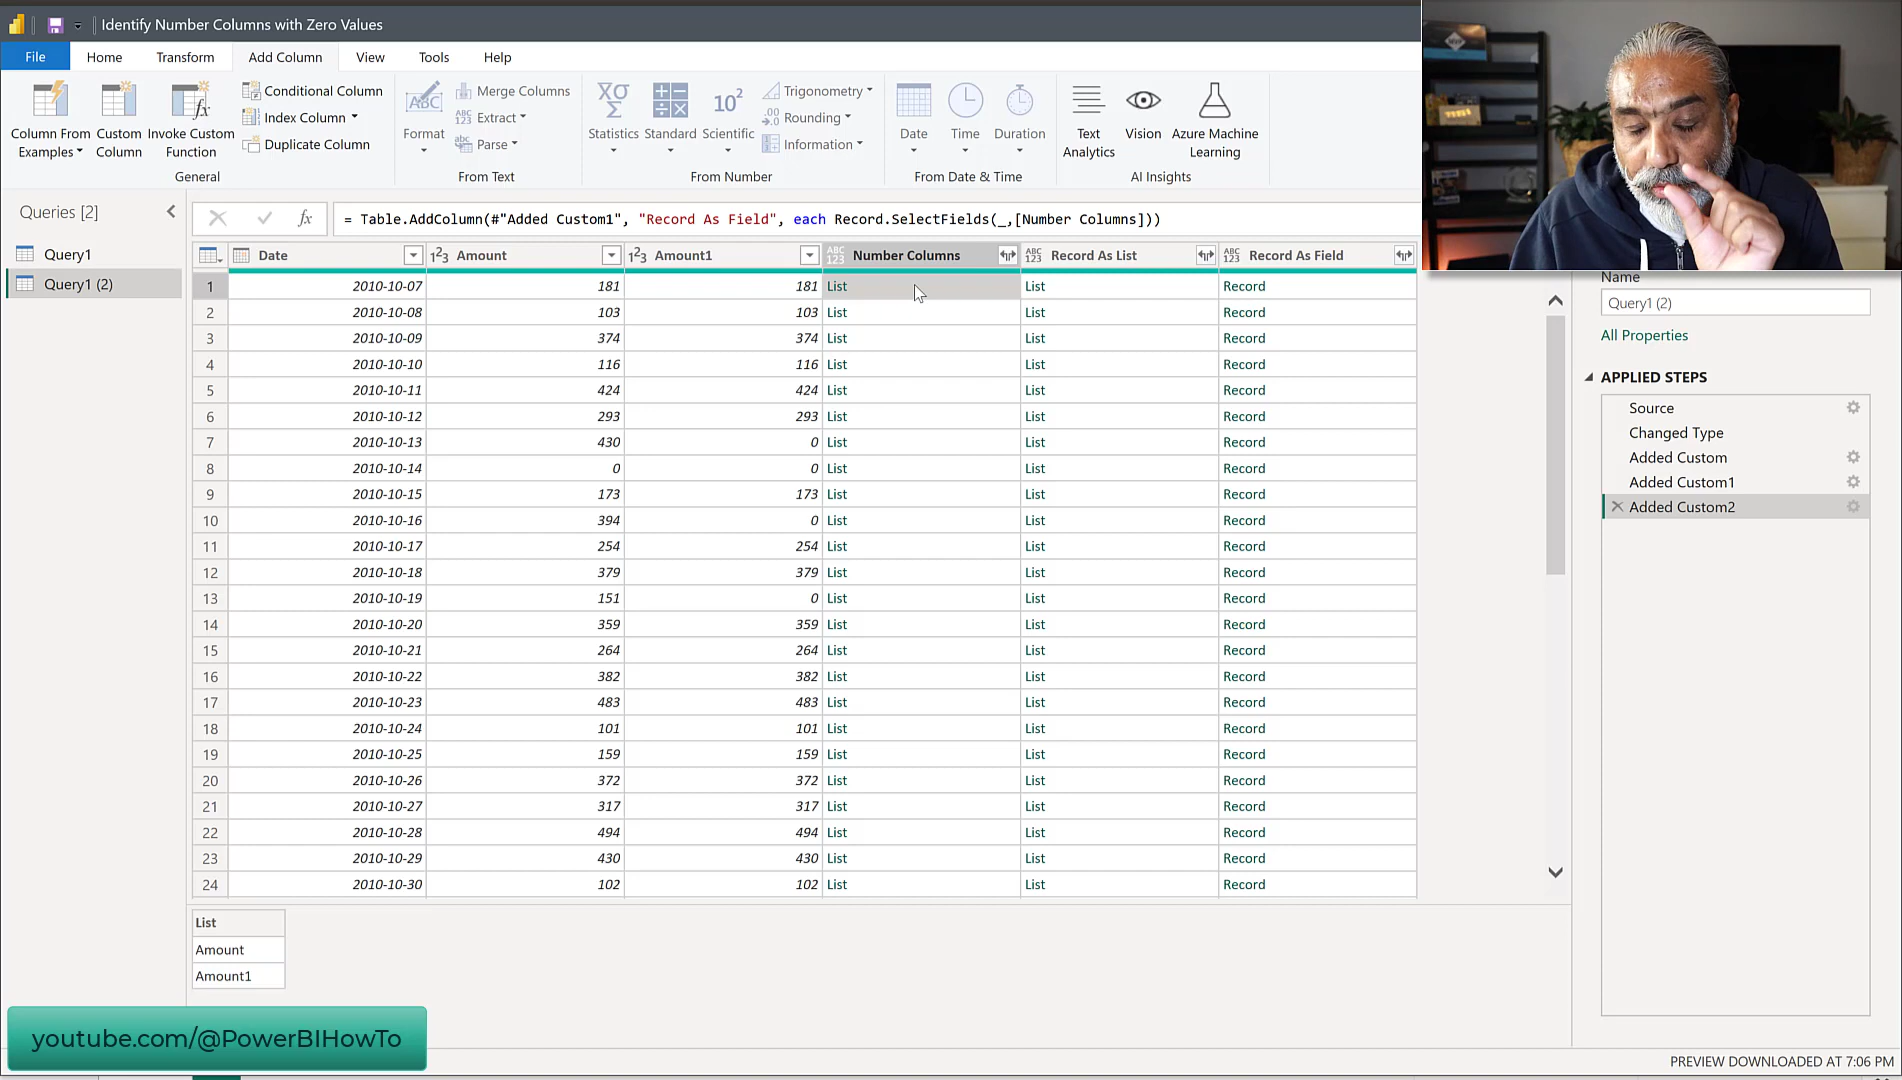 Identify Number Columns with Zero Values
File Home Transform Add Column View Tools Help
Column From Examples
Custom Column
Invoke Custom Function
Conditional Column
Index Column
Duplicate Column
General
Format
Merge Columns
Extract
Parse
From Text
Statistics
Standard
10²
Scientific
Trigonometry
Rounding
Information
From Number
Date
Time
Duration
From Date & Time
Text Analytics
Vision
Azure Machine Learning
AI Insights
Queries [2]
Query1
Query1 (2)
fx = Table.AddColumn(#"Added Custom1", "Record As Field", each Record.SelectFields(_,[Number Columns]))
Date Amount Amount1 Number Columns Record As List Record As Field
1 2010-10-07 181 181 List List Record
2 2010-10-08 103 103 List List Record
3 2010-10-09 374 374 List List Record
4 2010-10-10 116 116 List List Record
5 2010-10-11 424 424 List List Record
6 2010-10-12 293 293 List List Record
7 2010-10-13 430 0 List List Record
8 2010-10-14 0 0 List List Record
9 2010-10-15 173 173 List List Record
10 2010-10-16 394 0 List List Record
11 2010-10-17 254 254 List List Record
12 2010-10-18 379 379 List List Record
13 2010-10-19 151 0 List List Record
14 2010-10-20 359 359 List List Record
15 2010-10-21 264 264 List List Record
16 2010-10-22 382 382 List List Record
17 2010-10-23 483 483 List List Record
18 2010-10-24 101 101 List List Record
19 2010-10-25 159 159 List List Record
20 2010-10-26 372 372 List List Record
21 2010-10-27 317 317 List List Record
22 2010-10-28 494 494 List List Record
23 2010-10-29 430 430 List List Record
24 2010-10-30 102 102 List List Record
List
Amount
Amount1
Name
Query1 (2)
All Properties
APPLIED STEPS
Source
Changed Type
Added Custom
Added Custom1
Added Custom2
youtube.com/@PowerBIHowTo
PREVIEW DOWNLOADED AT 7:06 PM